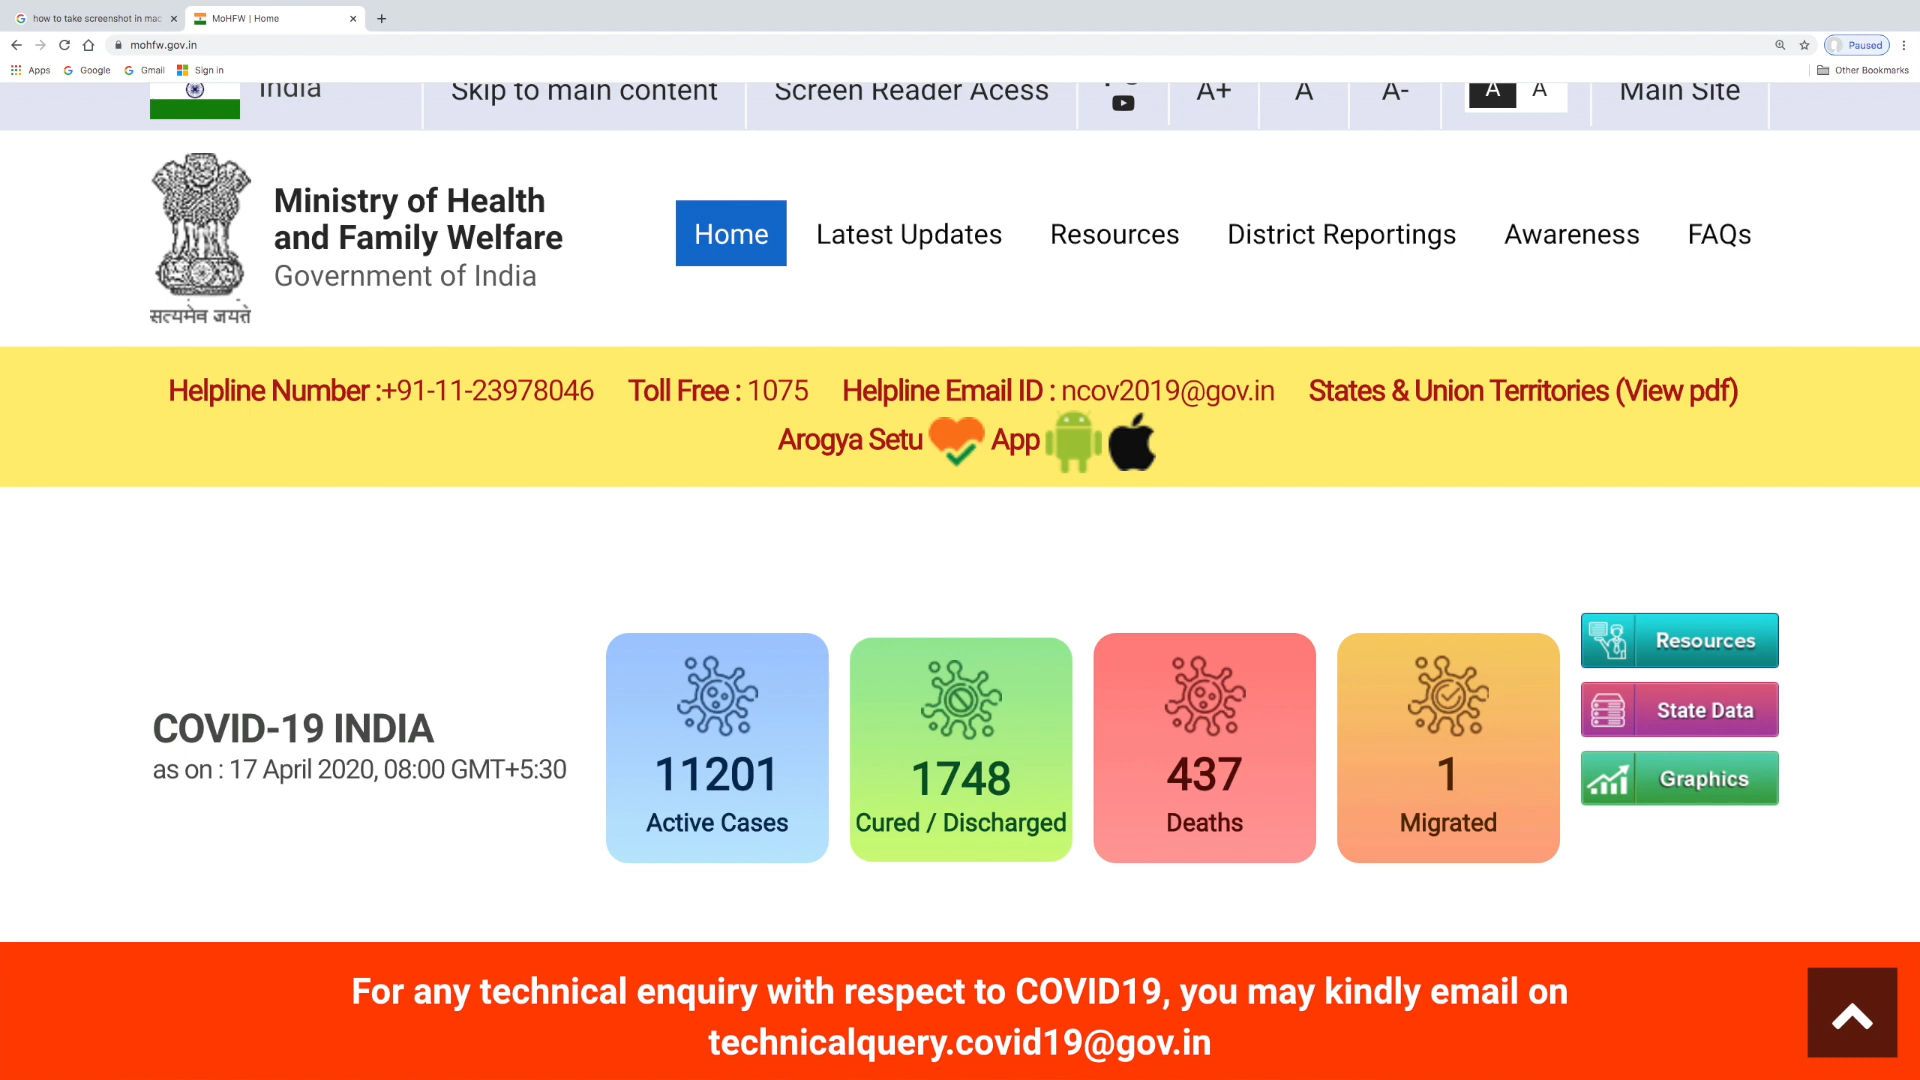 how to take screenshot in mac
MoHFW | Home
mohfw.gov.in
Paused
Apps
Google
Gmail
Sign in
Other Bookmarks
India
Skip to main content
Screen Reader Acess
A+
A
A-
A
A
Main Site
सत्यमेव जयते
Ministry of Health
and Family Welfare
Government of India
Home
Latest Updates
Resources
District Reportings
Awareness
FAQs
Helpline Number :+91-11-23978046 Toll Free : 1075 Helpline Email ID : ncov2019@gov.in States & Union Territories (View pdf)
Arogya Setu App
COVID-19 INDIA
as on : 17 April 2020, 08:00 GMT+5:30
11201
Active Cases
1748
Cured / Discharged
437
Deaths
1
Migrated
Resources
State Data
Graphics
For any technical enquiry with respect to COVID19, you may kindly email on
technicalquery.covid19@gov.in